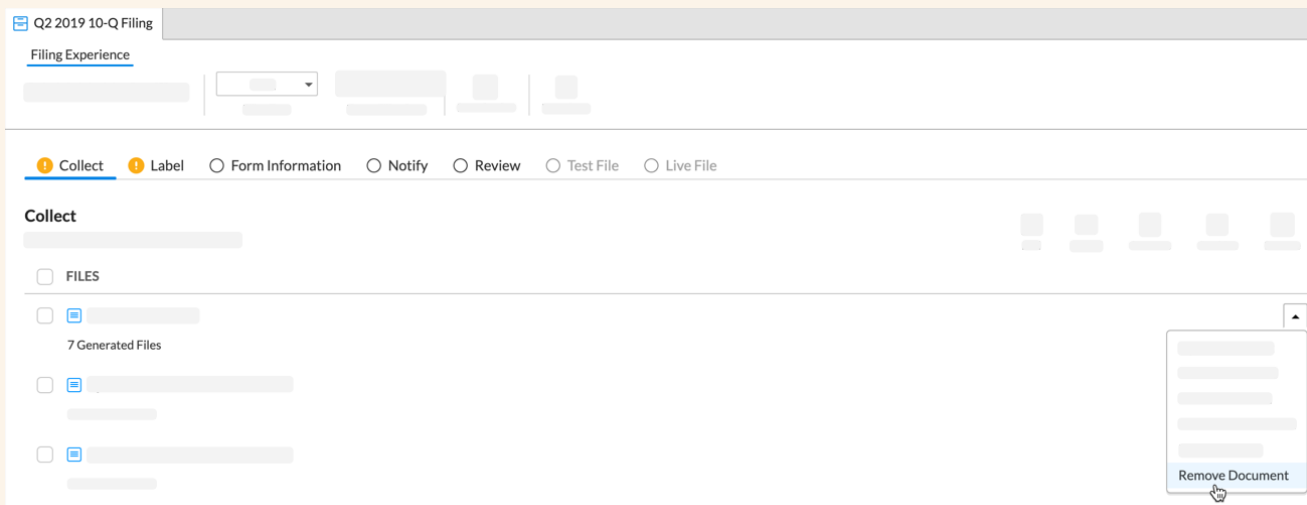 Q2 2019 10-Q Filing
Filing Experience
Collect Label Form Information Notify Review Test File Live File
Collect
FILES
7 Generated Files
Remove Document